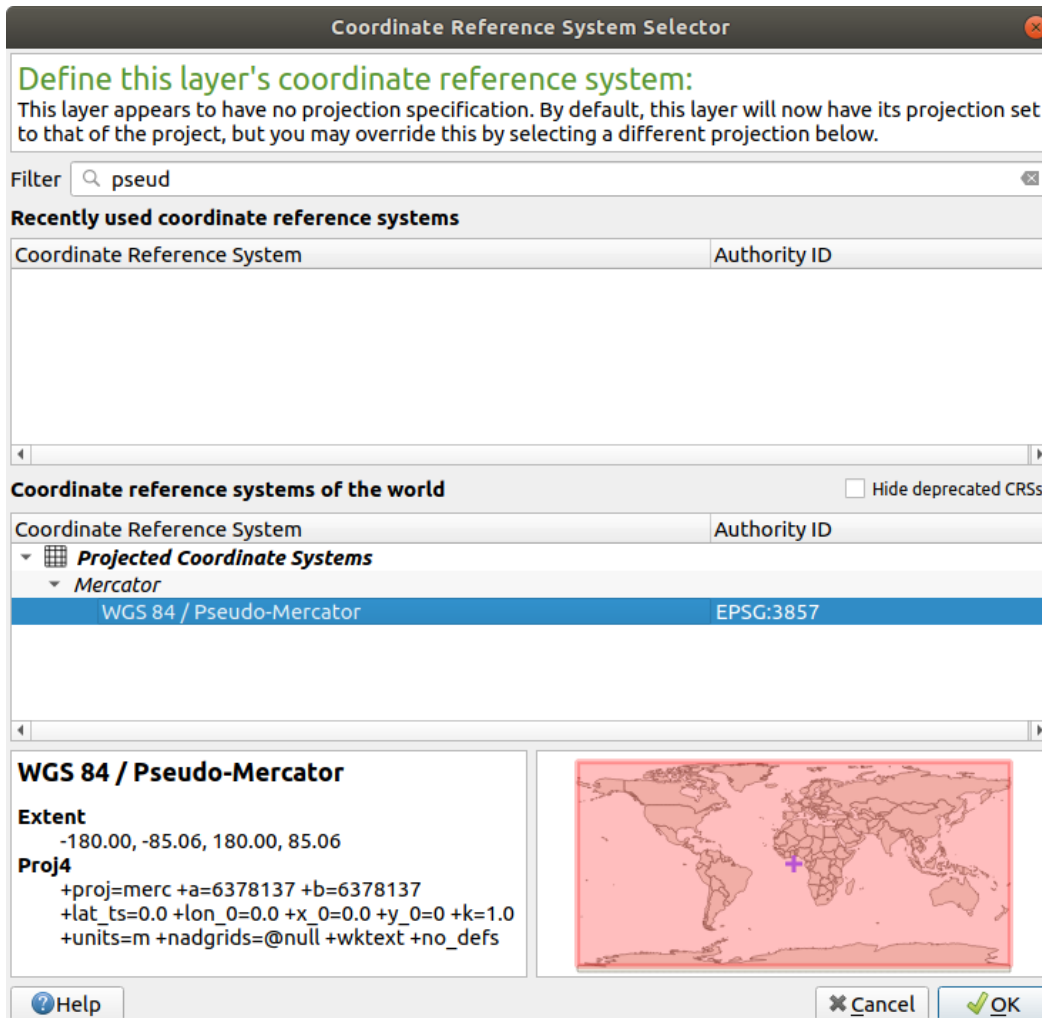 Coordinate Reference System Selector
Define this layer's coordinate reference system:
This layer appears to have no projection specification. By default, this layer will now have its projection set
to that of the project, but you may override this by selecting a different projection below.
Filter pseud
Recently used coordinate reference systems
Coordinate Reference System Authority ID
Coordinate reference systems of the world Hide deprecated CRSs
Coordinate Reference System Authority ID
Projected Coordinate Systems
Mercator
WGS 84 / Pseudo-Mercator EPSG:3857
WGS 84 / Pseudo-Mercator
Extent
-180.00, -85.06, 180.00, 85.06
Proj4
+proj=merc +a=6378137 +b=6378137
+lat_ts=0.0 +lon_0=0.0 +x_0=0.0 +y_0=0 +k=1.0
+units=m +nadgrids=@null +wktext +no_defs
Help Cancel OK